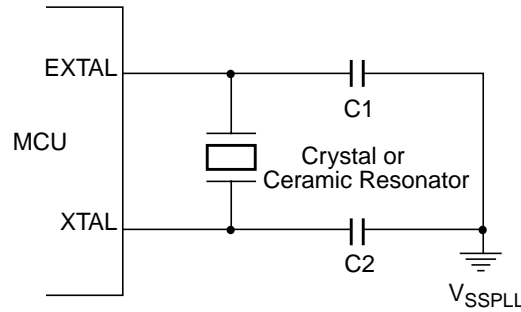 EXTAL
C1
MCU
Crystal or
Ceramic Resonator
XTAL
C2
VSSPLL